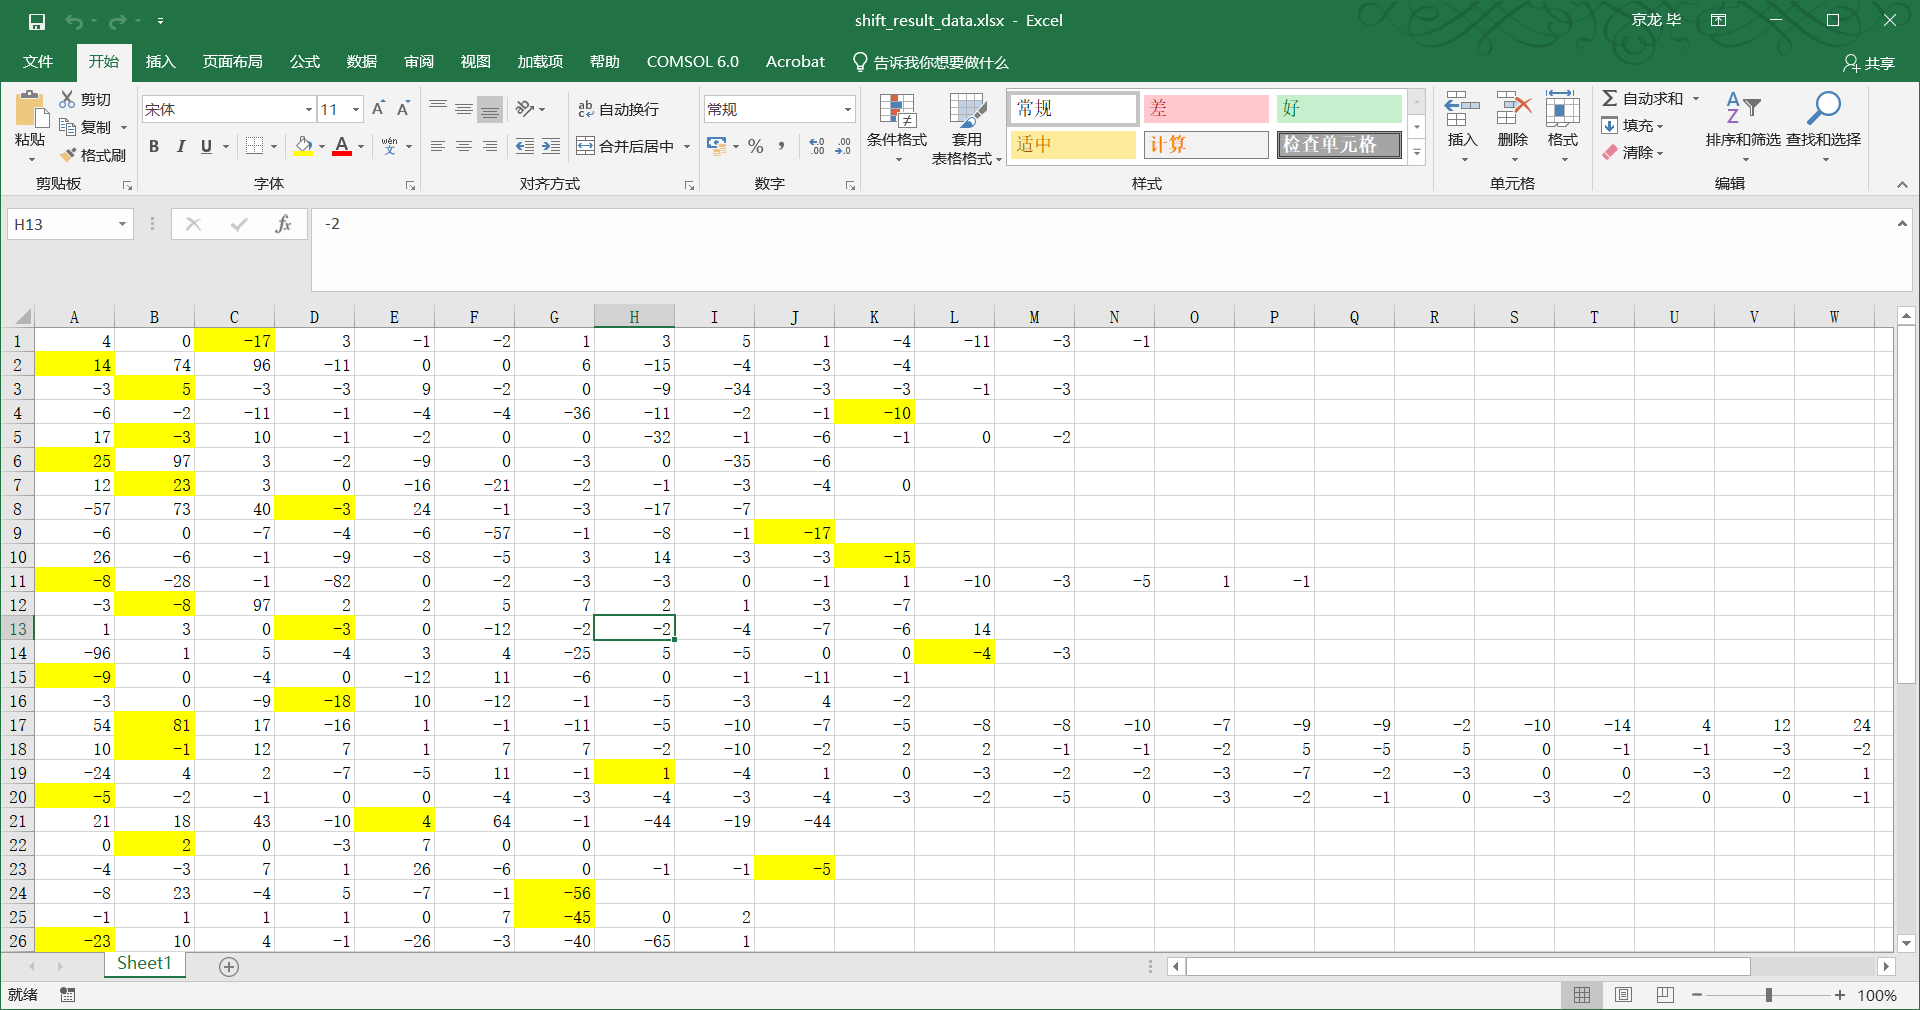 shift_result_data.xlsx - Excel
京龙 毕
文件 开始 插入 页面布局 公式 数据 审阅 视图 加载项 帮助 COMSOL 6.0 Acrobat 告诉我你想要做什么 共享
粘贴 剪切 复制 格式刷
剪贴板
宋体 11
B I U A wén 文
字体
ab 自动换行
合并后居中
对齐方式
常规
% ,
数字
条件格式 套用 表格格式
常规 差 好
适中 计算 检查单元格
样式
插入 删除 格式
单元格
Σ 自动求和
填充
清除
排序和筛选 查找和选择
编辑
H13 fx -2
A B C D E F G H I J K L M N O P Q R S T U V W
1 4 0 -17 3 -1 -2 1 3 5 1 -4 -11 -3 -1
2 14 74 96 -11 0 0 6 -15 -4 -3 -4
3 -3 5 -3 -3 9 -2 0 -9 -34 -3 -3 -1 -3
4 -6 -2 -11 -1 -4 -4 -36 -11 -2 -1 -10
5 17 -3 10 -1 -2 0 0 -32 -1 -6 -1 0 -2
6 25 97 3 -2 -9 0 -3 0 -35 -6
7 12 23 3 0 -16 -21 -2 -1 -3 -4 0
8 -57 73 40 -3 24 -1 -3 -17 -7
9 -6 0 -7 -4 -6 -57 -1 -8 -1 -17
10 26 -6 -1 -9 -8 -5 3 14 -3 -3 -15
11 -8 -28 -1 -82 0 -2 -3 -3 0 -1 1 -10 -3 -5 1 -1
12 -3 -8 97 2 2 5 7 2 1 -3 -7
13 1 3 0 -3 0 -12 -2 -2 -4 -7 -6 14
14 -96 1 5 -4 3 4 -25 5 -5 0 0 -4 -3
15 -9 0 -4 0 -12 11 -6 0 -1 -11 -1
16 -3 0 -9 -18 10 -12 -1 -5 -3 4 -2
17 54 81 17 -16 1 -1 -11 -5 -10 -7 -5 -8 -8 -10 -7 -9 -9 -2 -10 -14 4 12 24
18 10 -1 12 7 1 7 7 -2 -10 -2 2 2 -1 -1 -2 5 -5 5 0 -1 -1 -3 -2
19 -24 4 2 -7 -5 11 -1 1 -4 1 0 -3 -2 -2 -3 -7 -2 -3 0 0 -3 -2 1
20 -5 -2 -1 0 0 -4 -3 -4 -3 -4 -3 -2 -5 0 -3 -2 -1 0 -3 -2 0 0 -1
21 21 18 43 -10 4 64 -1 -44 -19 -44
22 0 2 0 -3 7 0 0
23 -4 -3 7 1 26 -6 0 -1 -1 -5
24 -8 23 -4 5 -7 -1 -56
25 -1 1 1 1 0 7 -45 0 2
26 -23 10 4 -1 -26 -3 -40 -65 1
Sheet1
就绪 100%